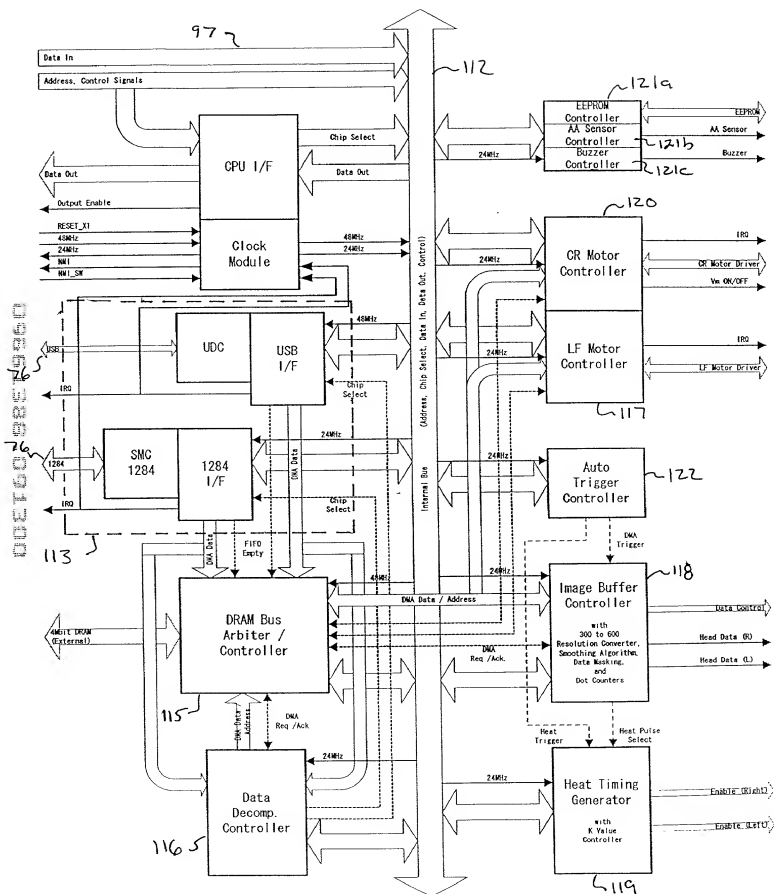 97
Data In
Address, Control Signals
112
Chip Select
CPU I/F
Data Out
Data Out
Output Enable
RESET_X1
48MHz
24MHz
NMI
NMI_SW
Clock
Module
48MHz
24MHz
Internal Bus (Address, Chip Select, Data In, Data Out, Control)
121a
EEPROM
Controller
AA Sensor
Controller
121b
Buzzer
Controller
121c
EEPROM
AA Sensor
Buzzer
24MHz
120
CR Motor
Controller
24MHz
IRQ
CR Motor Driver
Vm ON/OFF
LF Motor
Controller
24MHz
IRQ
LF Motor Driver
117
76
USB
UDC
USB
I/F
48MHz
IRQ
Chip
Select
76
1284
SMC
1284
1284
I/F
24MHz
IRQ
Chip
Select
113
DMA Data
FIFO
Empty
DMA Data
24MHz
Auto
Trigger
Controller
122
DMA
Trigger
4Mbit DRAM
(External)
DRAM Bus
Arbiter /
Controller
115
48MHz
DMA Data / Address
DMA
Req /Ack.
24MHz
118
Image Buffer
Controller
with
300 to 600
Resolution Converter,
Smoothing Algorithm,
Data Masking,
and
Dot Counters
Data Control
Head Data (R)
Head Data (L)
DMA Data
Address
DMA
Req /Ack
Heat
Trigger
Heat Pulse
Select
Data
Decomp.
Controller
116
24MHz
24MHz
Heat Timing
Generator
with
K Value
Controller
Enable (Right)
Enable (Left)
119